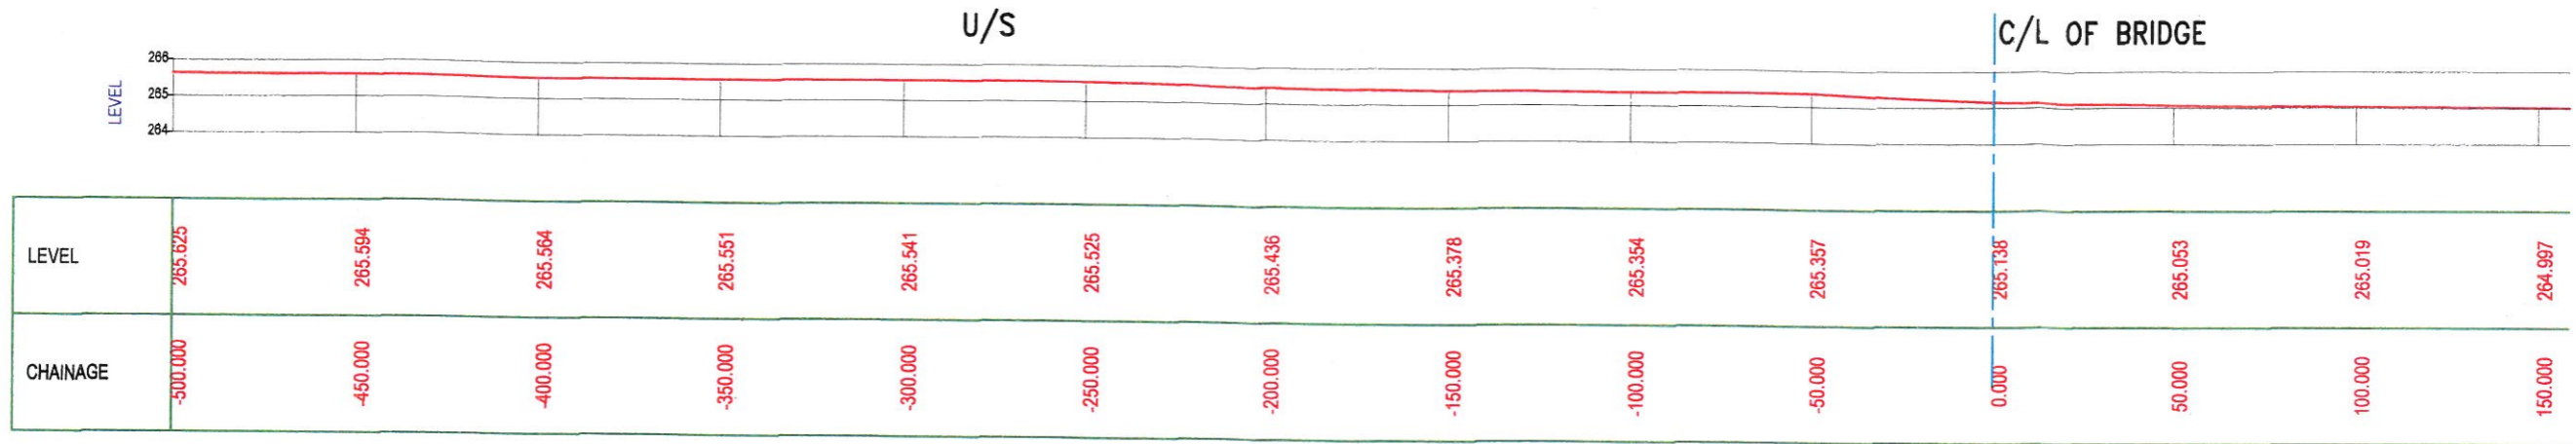 U/S
C/L OF BRIDGE
LEVEL
266
265
264
LEVEL 265.625 265.594 265.564 265.551 265.541 265.525 265.436 265.378 265.354 265.357 265.138 265.053 265.019 264.997
CHAINAGE -500.000 -450.000 -400.000 -350.000 -300.000 -250.000 -200.000 -150.000 -100.000 -50.000 0.000 50.000 100.000 150.000